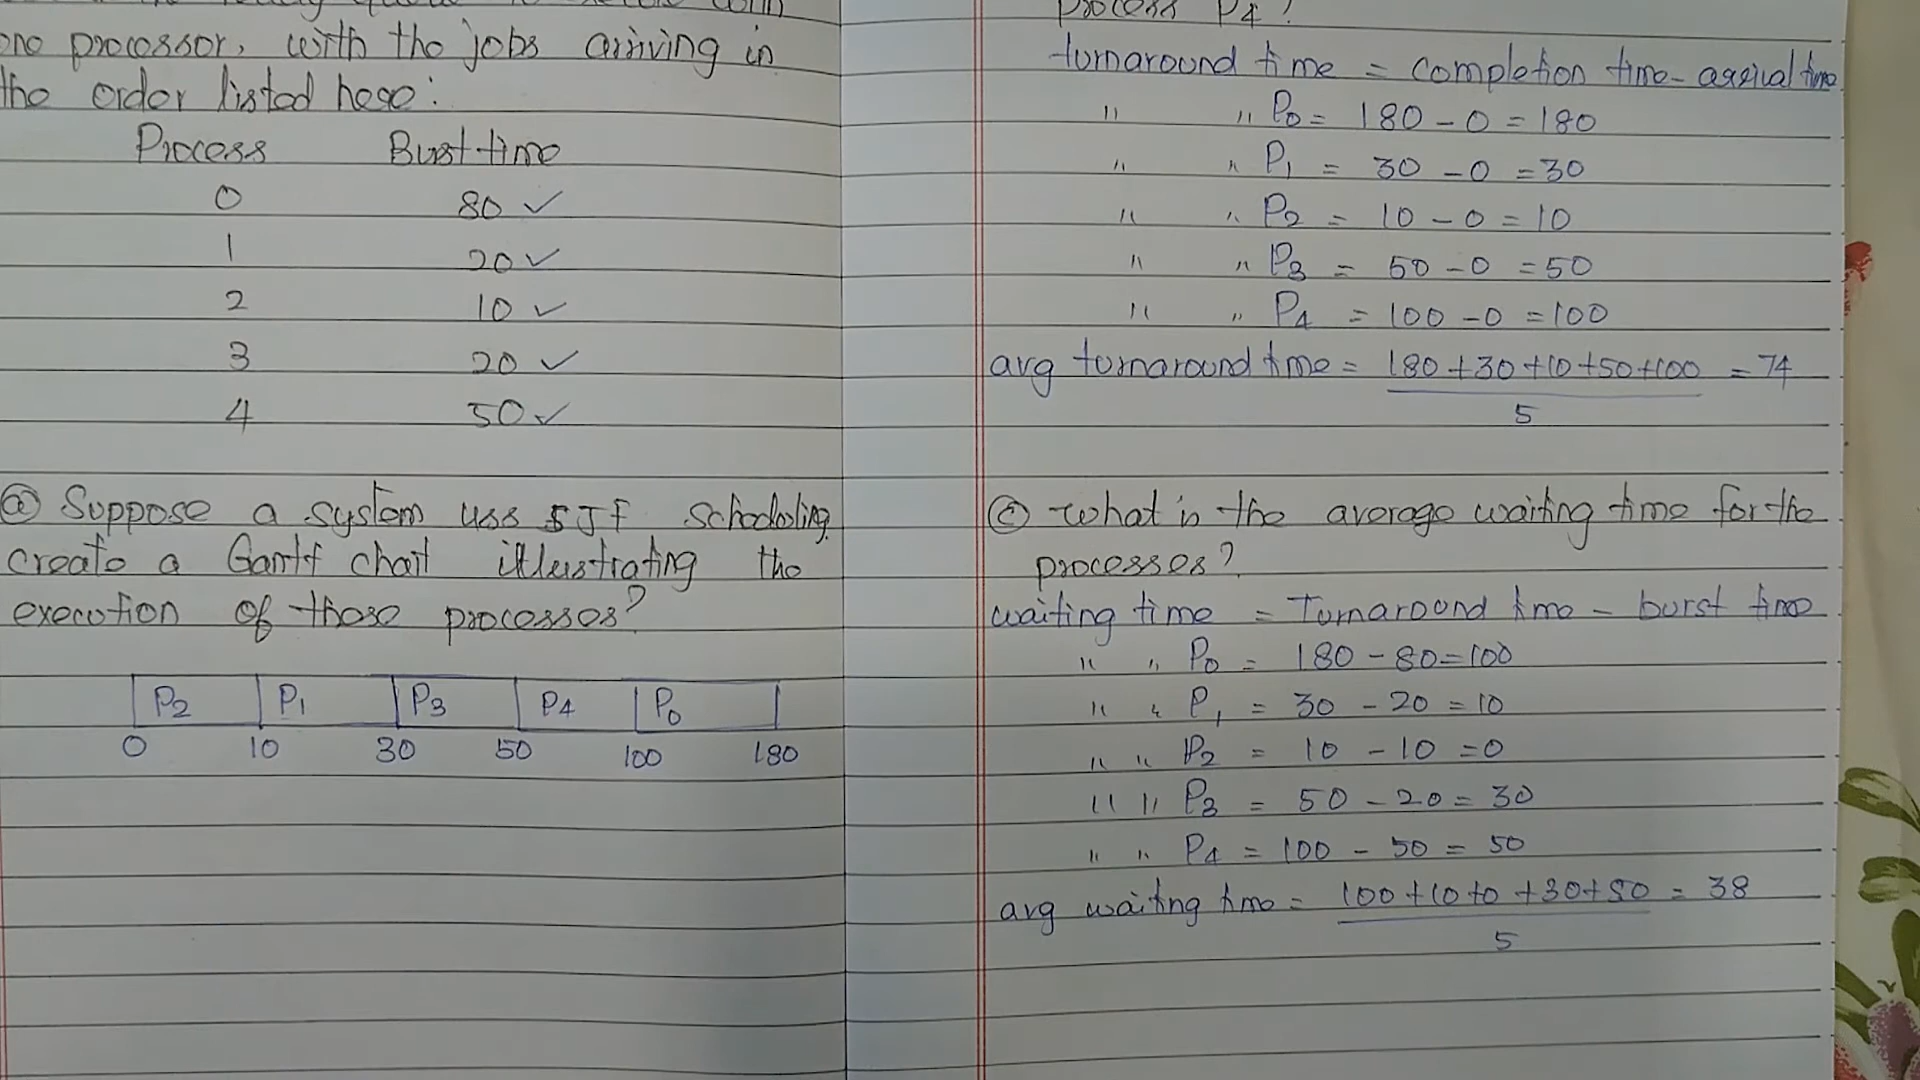 one processor, with the jobs arriving in
the order listed here:
Process Burst time
0 80 ✓
1 20 ✓
2 10 ✓
3 20 ✓
4 50 ✓
ⓐ Suppose a system uss SJF Scheduling.
create a Gantt chart illustrating the
execution of these processes?
P2 P1 P3 P4 P0
0 10 30 50 100 180
process P4?
turnaround time = completion time - arrival time
" " P0 = 180 - 0 = 180
" " P1 = 30 - 0 = 30
" " P2 = 10 - 0 = 10
" " P3 = 50 - 0 = 50
" " P4 = 100 - 0 = 100
avg turnaround time = 180+30+10+50+100 = 74
5
ⓒ what is the average waiting time for the
processes?
waiting time = Turnaround time - burst time
" " P0 = 180 - 80 = 100
" " P1 = 30 - 20 = 10
" " P2 = 10 - 10 = 0
" " P3 = 50 - 20 = 30
" " P4 = 100 - 50 = 50
avg waiting time = 100+10+0+30+50 = 38
5